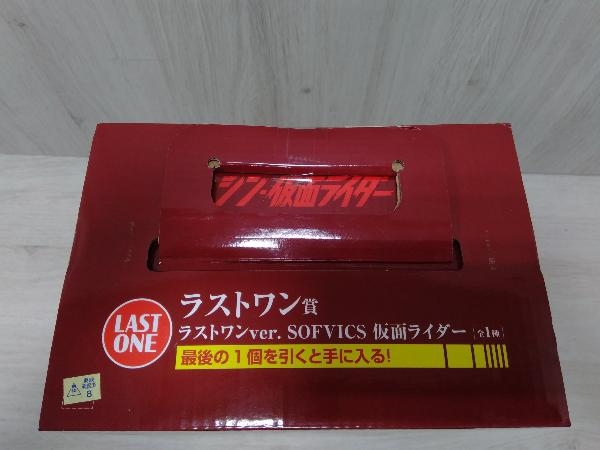 シン・仮面ライダー
LAST
ONE
ラストワン賞
ラストワンver. SOFVICS 仮面ライダー [全1種]
最後の1個を引くと手に入る!
8